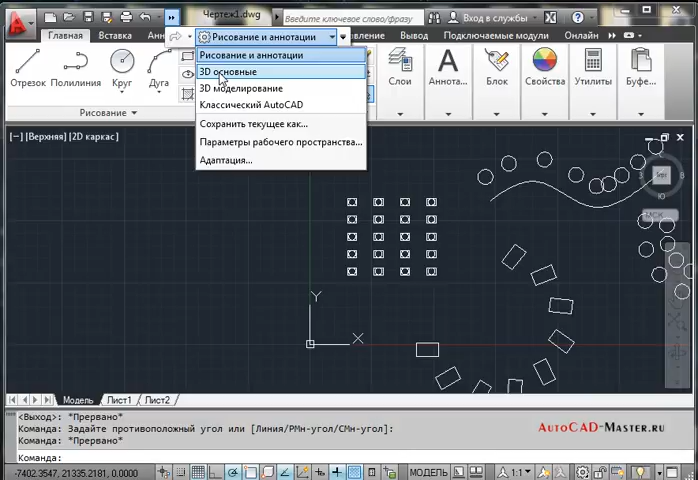 Чертеж1.dwg
Введите ключевое слово/фразу
Вход в службы
Рисование и аннотации
Главная
Вставка
Вывод
Подключаемые модули
Онлайн
Рисование и аннотации
3D основные
3D моделирование
Классический AutoCAD
Сохранить текущее как...
Параметры рабочего пространства...
Адаптация...
Отрезок
Полилиния
Круг
Дуга
Слои
Аннота...
Блок
Свойства
Утилиты
Буфе...
Рисование
[−] [Верхняя] [2D каркас]
З
В
Ю
МСК
Y
X
Модель
Лист1
Лист2
<Выход>: *Прервано*
Команда: Задайте противоположный угол или [Линия/РМн-угол/СМн-угол]:
Команда: *Прервано*
AutoCAD-Master.ru
Команда:
-7402.3547, 21335.2181, 0.0000
МОДЕЛЬ
1:1